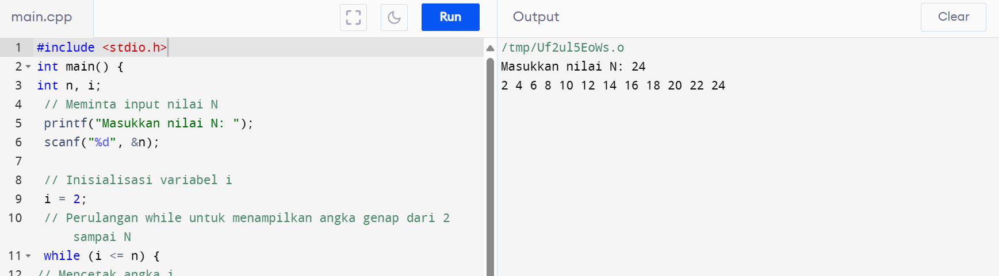 main.cpp
Run
Output
Clear
1 #include <stdio.h>
2 int main() {
3 int n, i;
4 // Meminta input nilai N
5 printf("Masukkan nilai N: ");
6 scanf("%d", &n);
7
8 // Inisialisasi variabel i
9 i = 2;
10 // Perulangan while untuk menampilkan angka genap dari 2
sampai N
11 while (i <= n) {
12 // Mencetak angka i
/tmp/Uf2ul5EoWs.o
Masukkan nilai N: 24
2 4 6 8 10 12 14 16 18 20 22 24